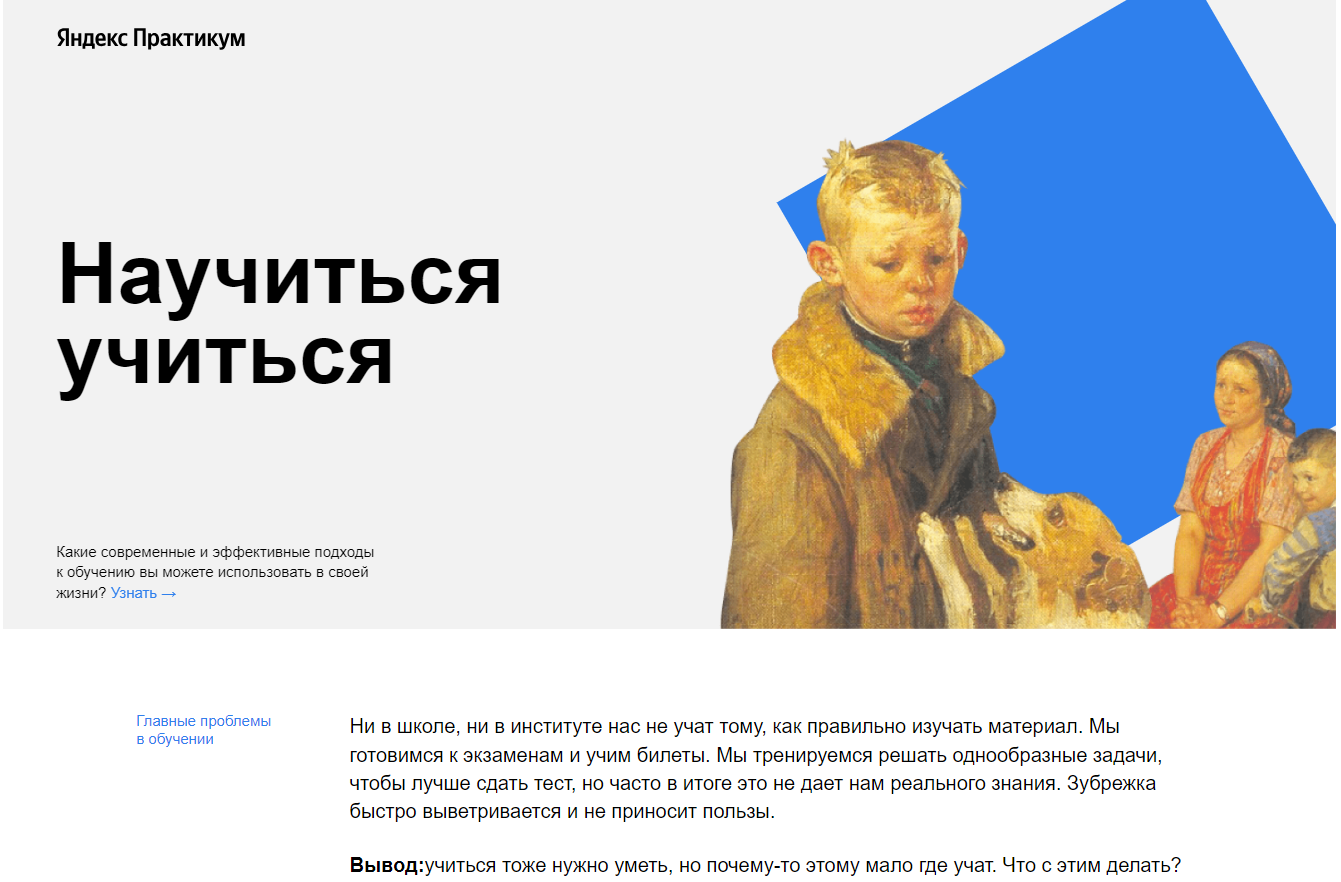 Яндекс Практикум
Научиться
учиться
Какие современные и эффективные подходы
к обучению вы можете использовать в своей
жизни? Узнать →
Главные проблемы
в обучении
Ни в школе, ни в институте нас не учат тому, как правильно изучать материал. Мы
готовимся к экзаменам и учим билеты. Мы тренируемся решать однообразные задачи,
чтобы лучше сдать тест, но часто в итоге это не дает нам реального знания. Зубрежка
быстро выветривается и не приносит пользы.
Вывод:учиться тоже нужно уметь, но почему-то этому мало где учат. Что с этим делать?